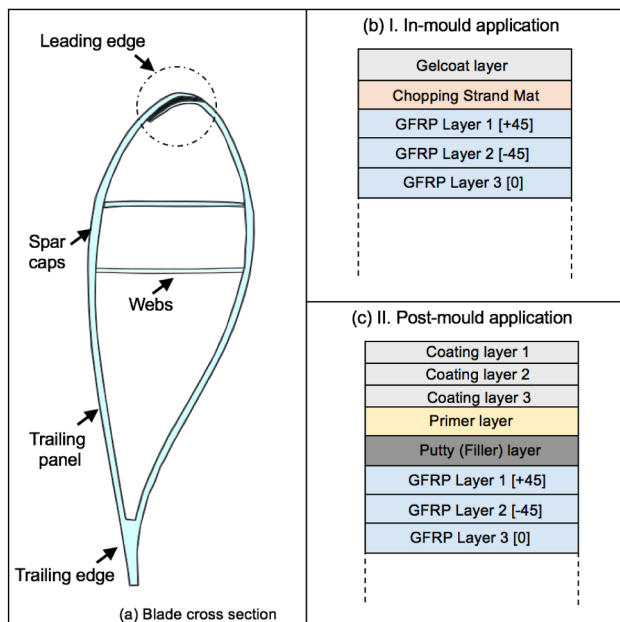 Leading edge
Spar
caps
Webs
Trailing
panel
Trailing edge
(a) Blade cross section
(b) I. In-mould application
Gelcoat layer
Chopping Strand Mat
GFRP Layer 1 [+45]
GFRP Layer 2 [-45]
GFRP Layer 3 [0]
(c) II. Post-mould application
Coating layer 1
Coating layer 2
Coating layer 3
Primer layer
Putty (Filler) layer
GFRP Layer 1 [+45]
GFRP Layer 2 [-45]
GFRP Layer 3 [0]